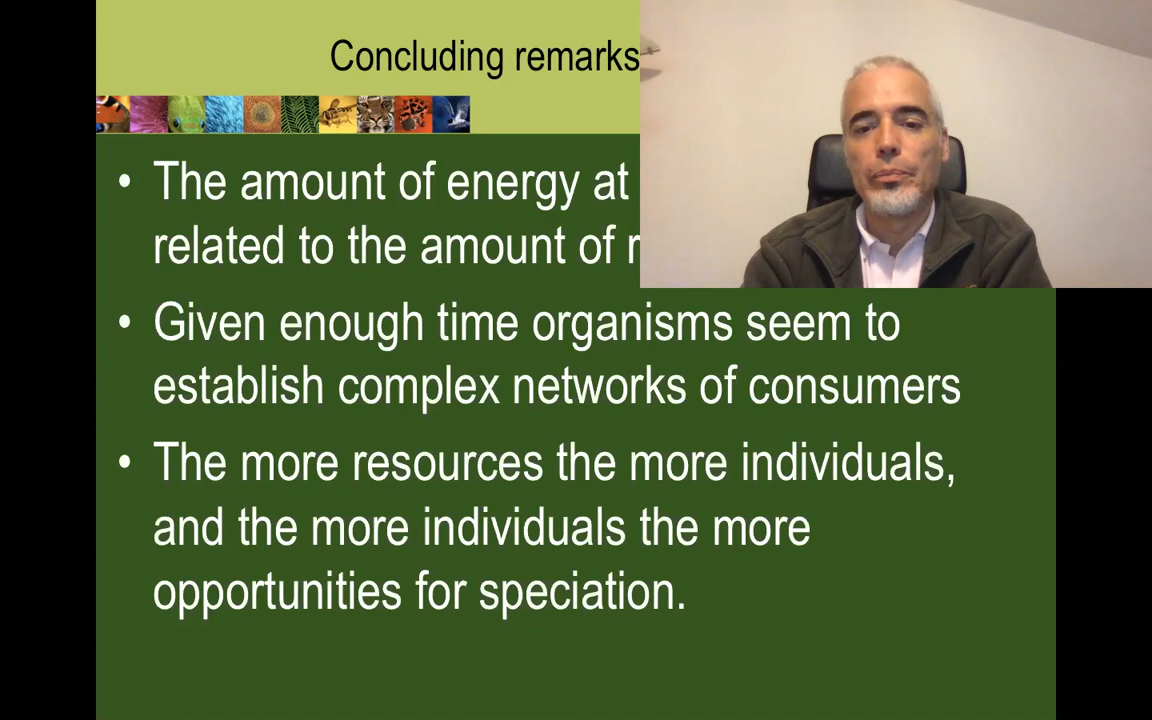 Concluding remarks
• The amount of energy at
related to the amount of
• Given enough time organisms seem to
establish complex networks of consumers
• The more resources the more individuals,
and the more individuals the more
opportunities for speciation.